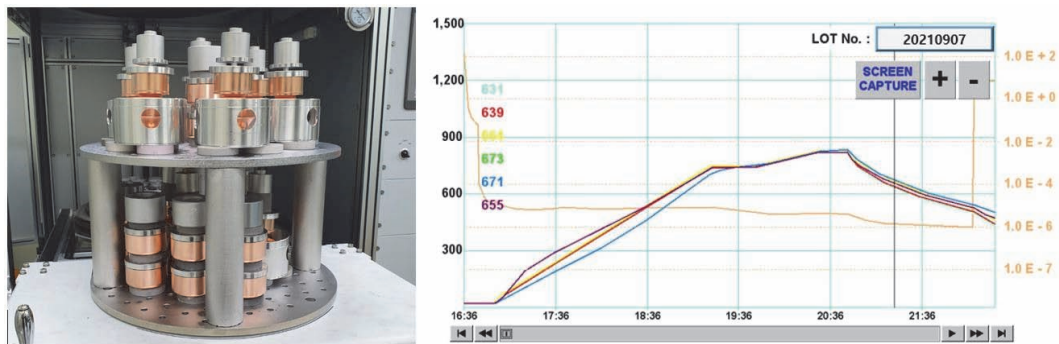 1,500
1,200
900
600
300
631
639
673
671
655
LOT No. : 20210907
SCREEN
CAPTURE
+ -
1.0 E + 2
1.0 E + 0
1.0 E - 2
1.0 E - 4
1.0 E - 6
1.0 E - 7
16:36 17:36 18:36 19:36 20:36 21:36